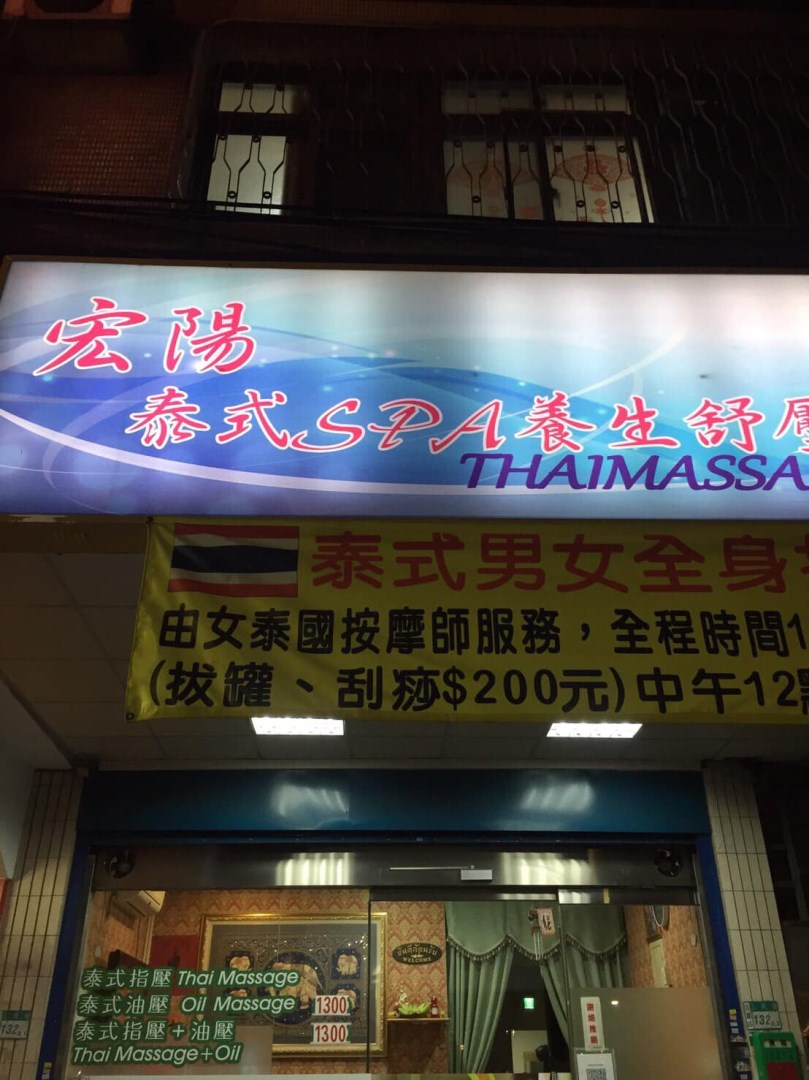 宏陽
泰式SPA養生舒壓
THAIMASSA
泰式男女全身
由女泰國按摩師服務，全程時間1
(拔罐、刮痧$200元)中午12點
泰式指壓 Thai Massage
泰式油壓 Oil Massage 1300
泰式指壓+油壓 1300
Thai Massage+Oil
WELCOME
132
132